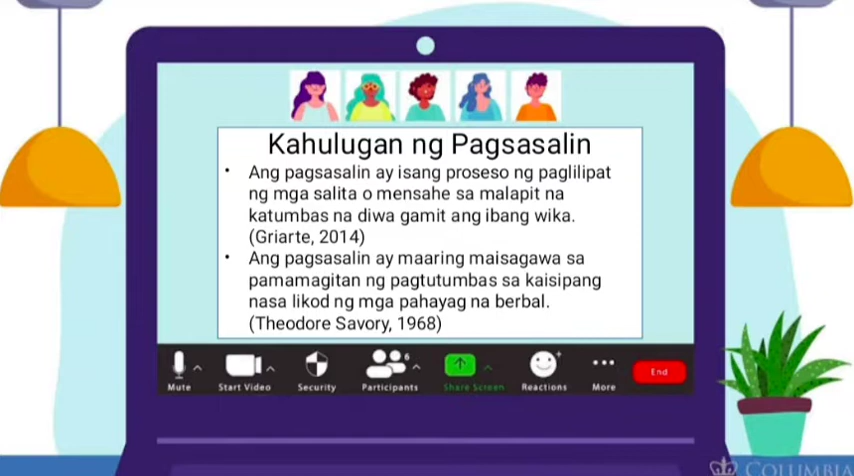 Kahulugan ng Pagsasalin
• Ang pagsasalin ay isang proseso ng paglilipat
ng mga salita o mensahe sa malapit na
katumbas na diwa gamit ang ibang wika.
(Griarte, 2014)
• Ang pagsasalin ay maaring maisagawa sa
pamamagitan ng pagtutumbas sa kaisipang
nasa likod ng mga pahayag na berbal.
(Theodore Savory, 1968)
6
Mute Start Video Security Participants Share Screen Reactions More End
COLUMBIA